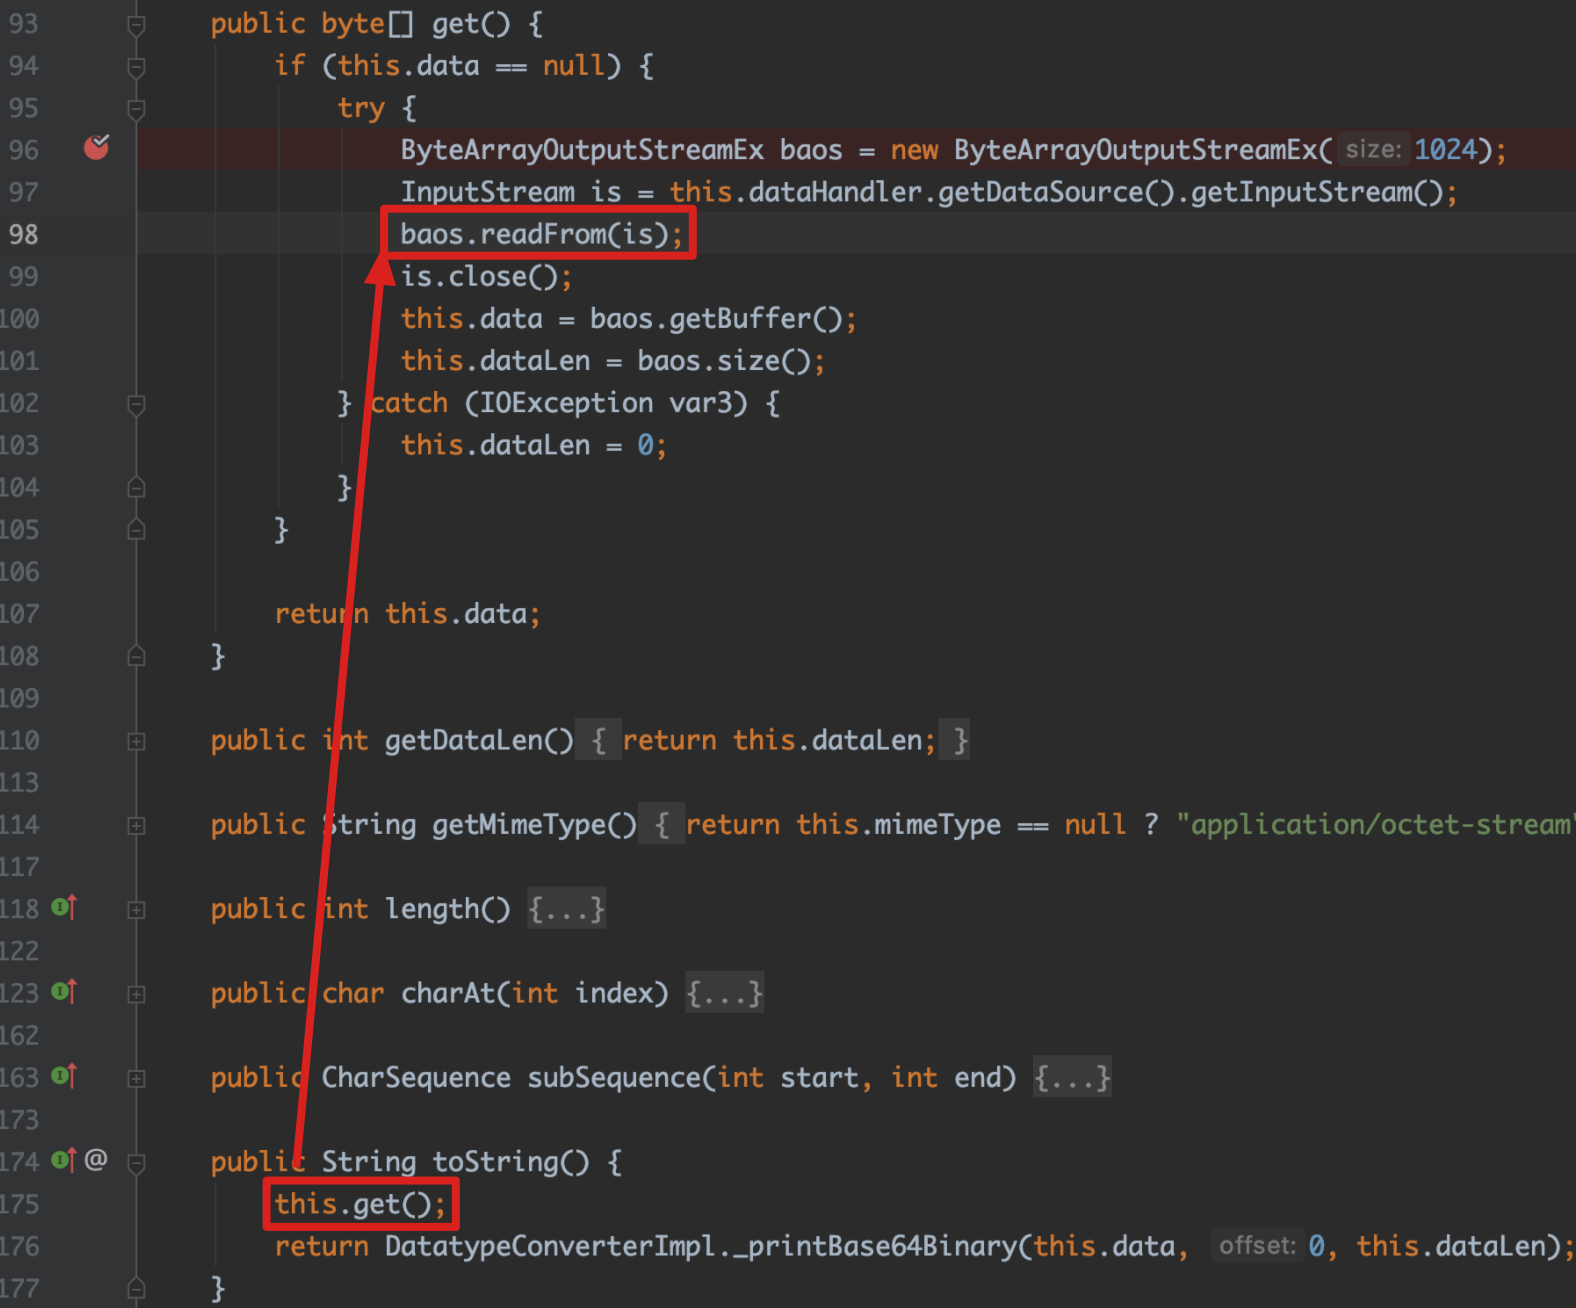 93 public byte[] get() {
94 if (this.data == null) {
95 try {
96 ByteArrayOutputStreamEx baos = new ByteArrayOutputStreamEx( size: 1024);
97 InputStream is = this.dataHandler.getDataSource().getInputStream();
98 baos.readFrom(is);
99 is.close();
100 this.data = baos.getBuffer();
101 this.dataLen = baos.size();
102 } catch (IOException var3) {
103 this.dataLen = 0;
104 }
105 }
106
107 return this.data;
108 }
109
110 public int getDataLen() { return this.dataLen; }
113
114 public String getMimeType() { return this.mimeType == null ? "application/octet-stream"
117
118 public int length() {...}
122
123 public char charAt(int index) {...}
162
163 public CharSequence subSequence(int start, int end) {...}
173
174 @ public String toString() {
175 this.get();
176 return DatatypeConverterImpl._printBase64Binary(this.data, offset: 0, this.dataLen);
177 }